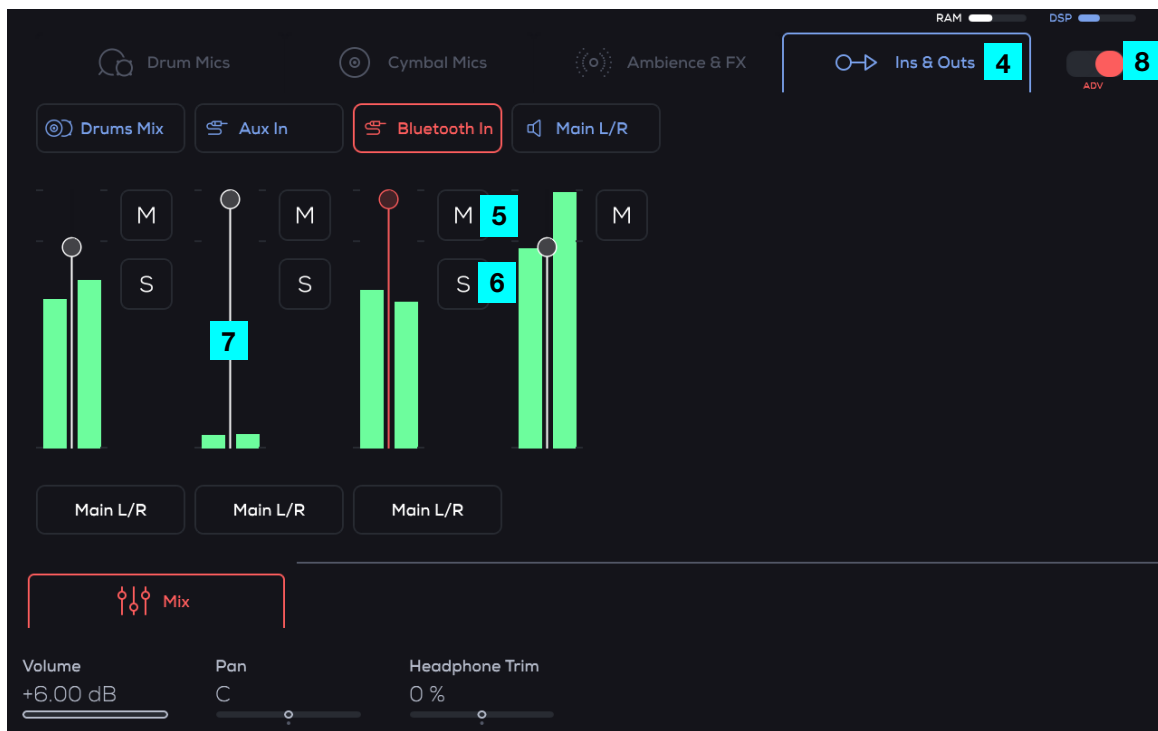 RAM DSP
Drum Mics Cymbal Mics Ambience & FX Ins & Outs 4 8
ADV
Drums Mix Aux In Bluetooth In Main L/R
M M M 5 M
S S S 6
7
Main L/R Main L/R Main L/R
Mix
Volume Pan Headphone Trim
+6.00 dB C 0 %